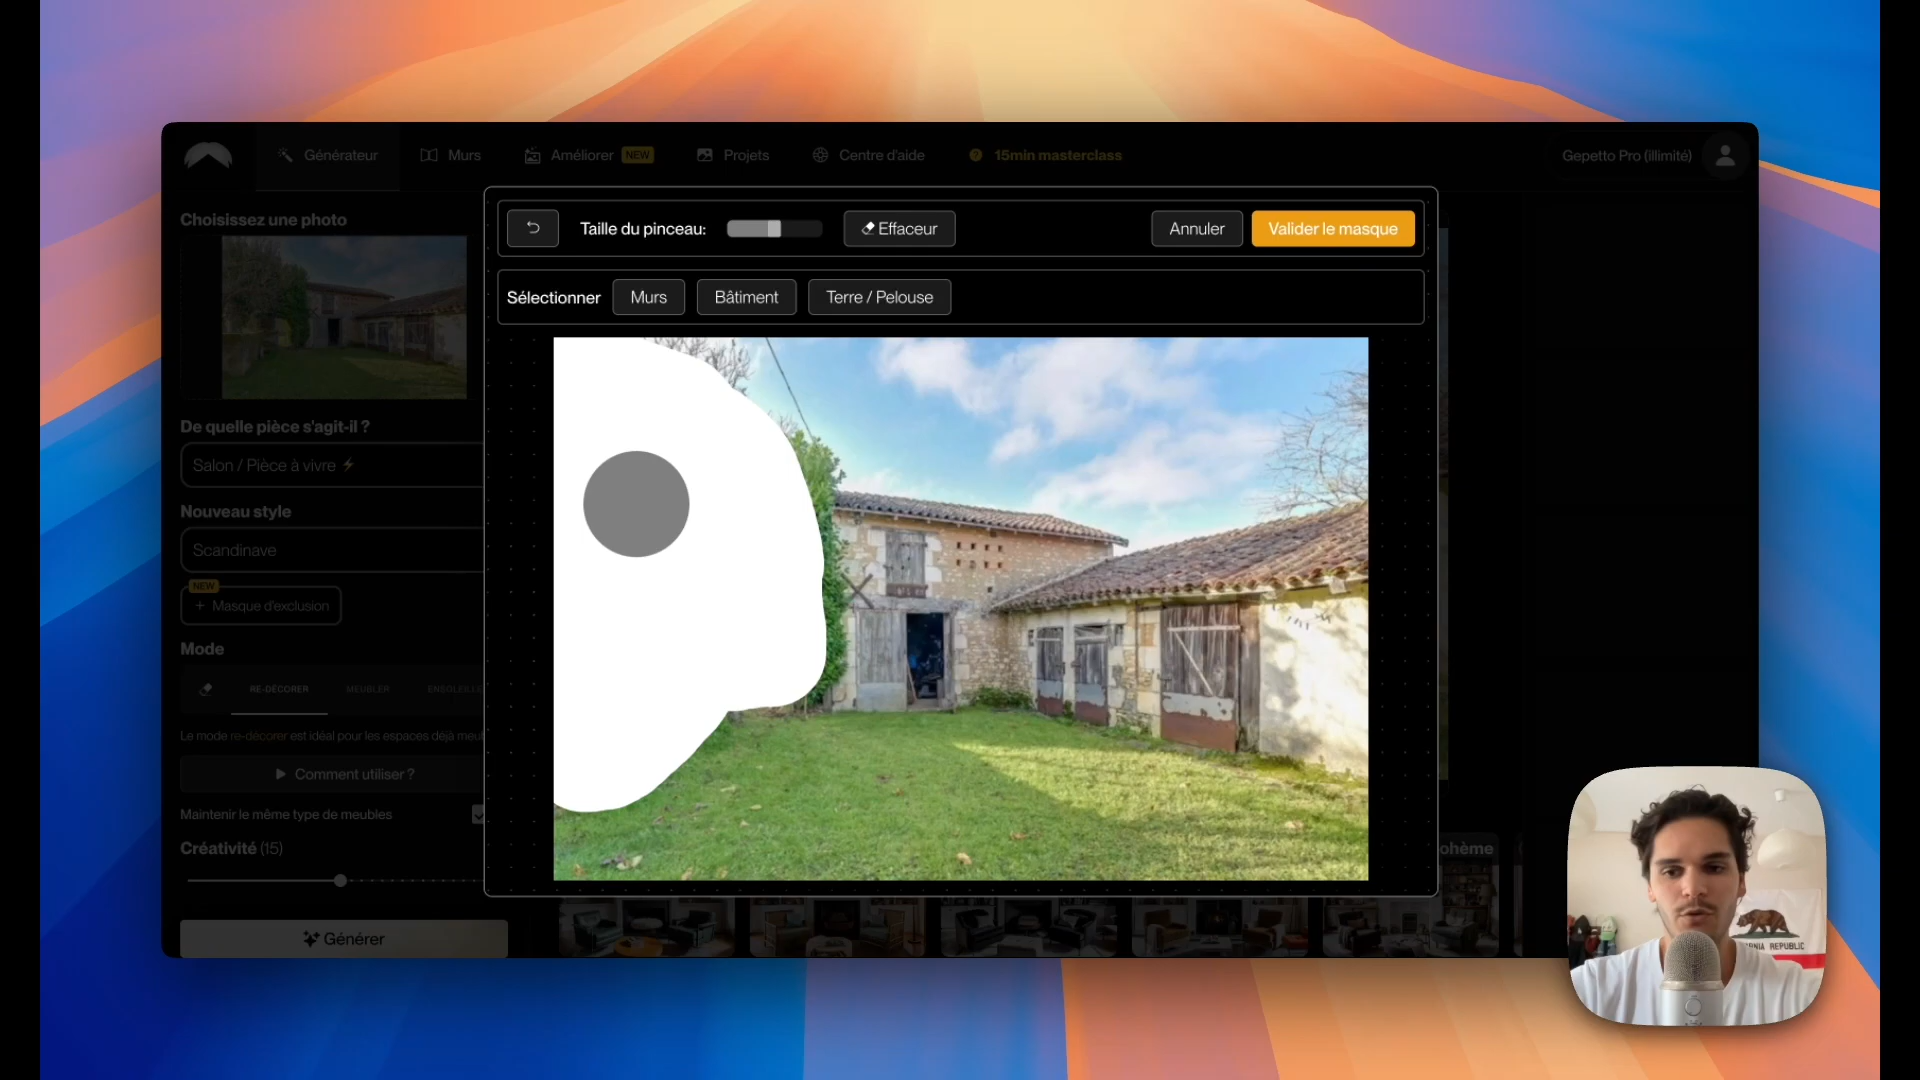 Générateur
Murs
Améliorer NEW
Projets
Centre d'aide
15min masterclass
Gepetto Pro (illimité)
Choisissez une photo
Taille du pinceau:
Effaceur
Annuler
Valider le masque
Sélectionner
Murs
Bâtiment
Terre / Pelouse
De quelle pièce s'agit-il ?
Salon / Pièce à vivre
Nouveau style
Scandinave
NEW
+ Masque d'exclusion
Mode
RE-DÉCORER
MEUBLER
Le mode re-décorer est idéal pour les espaces déjà
Comment utiliser ?
Maintenir le même type de meubles
Créativité (15)
Générer
ohème
REPUBLIC